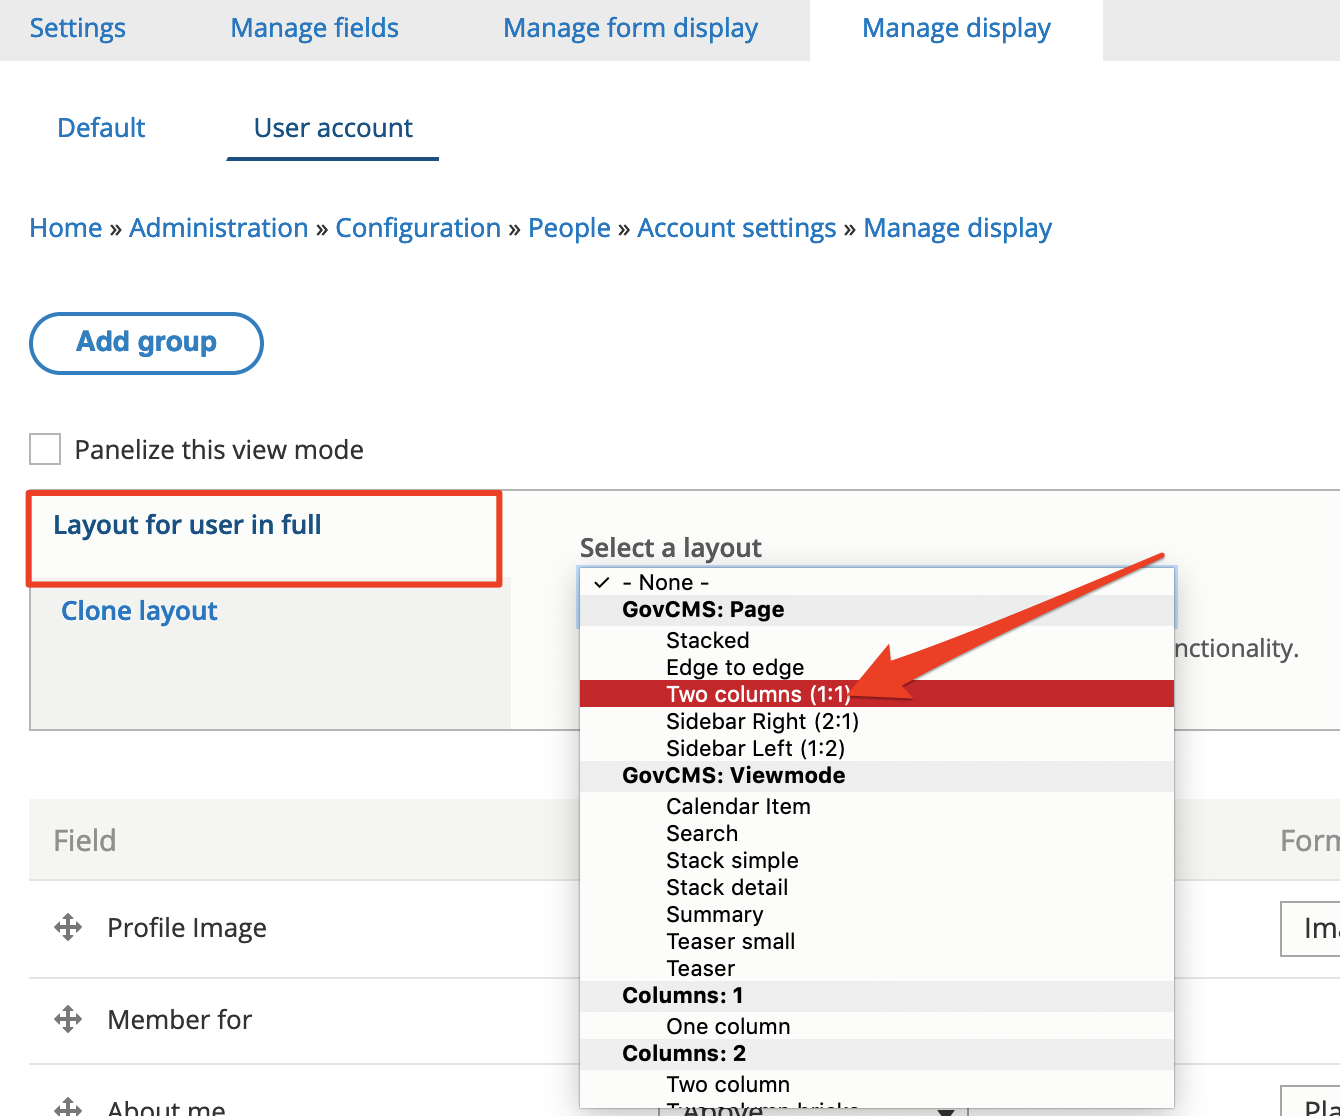 Settings Manage fields Manage form display Manage display
Default User account
Home » Administration » Configuration » People » Account settings » Manage display
Add group
Panelize this view mode
Layout for user in full
Clone layout
Select a layout
✓ - None -
GovCMS: Page
Stacked
Edge to edge
Two columns (1:1)
Sidebar Right (2:1)
Sidebar Left (1:2)
GovCMS: Viewmode
Calendar Item
Search
Stack simple
Stack detail
Summary
Teaser small
Teaser
Columns: 1
One column
Columns: 2
Two column
nctionality.
Field Form
Profile Image Ima
Member for
About me Above Pla